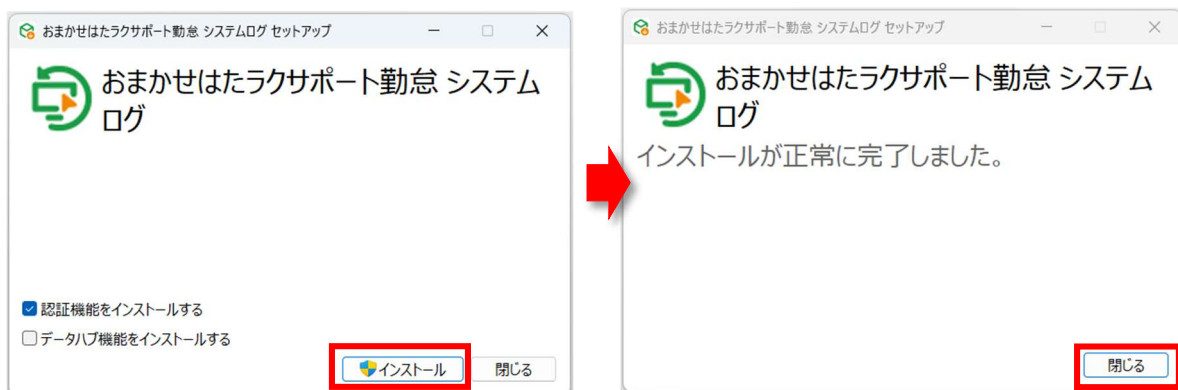 おまかせはたラクサポート勤怠 システムログ セットアップ
おまかせはたラクサポート勤怠 システム
ログ
認証機能をインストールする
データハブ機能をインストールする
インストール
閉じる
おまかせはたラクサポート勤怠 システムログ セットアップ
おまかせはたラクサポート勤怠 システム
ログ
インストールが正常に完了しました。
閉じる